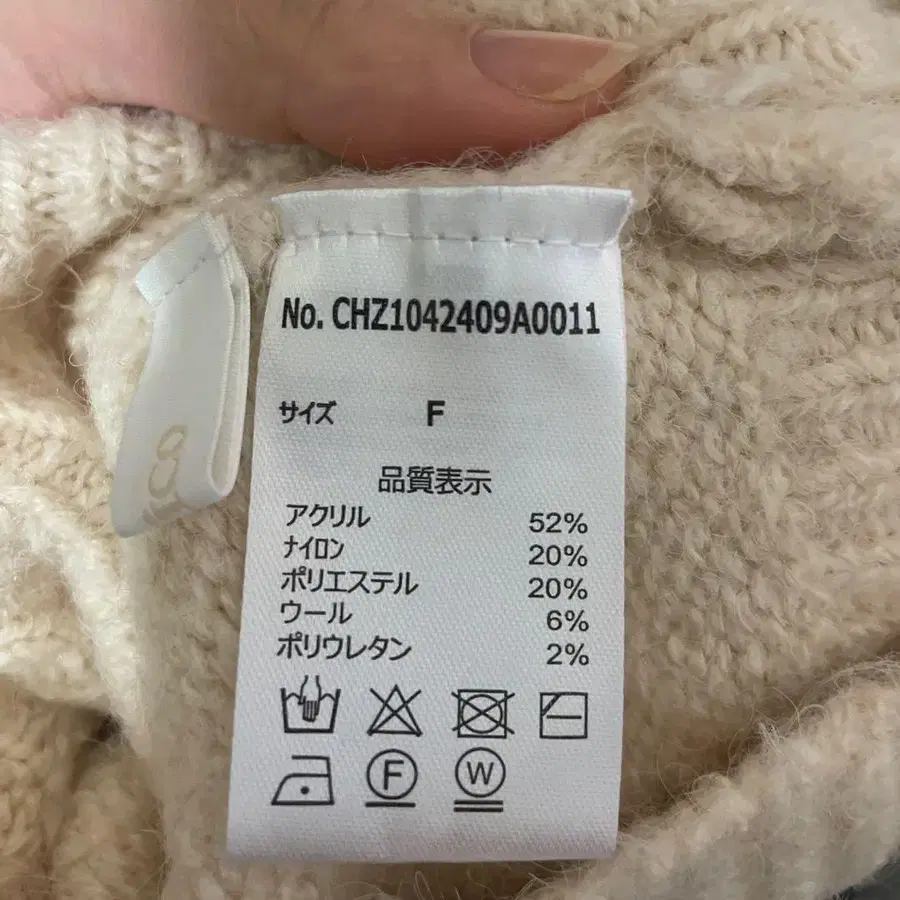 No. CHZ1042409A0011
サイズ F
品質表示
アクリル 52%
ナイロン 20%
ポリエステル 20%
ウール 6%
ポリウレタン 2%
F W